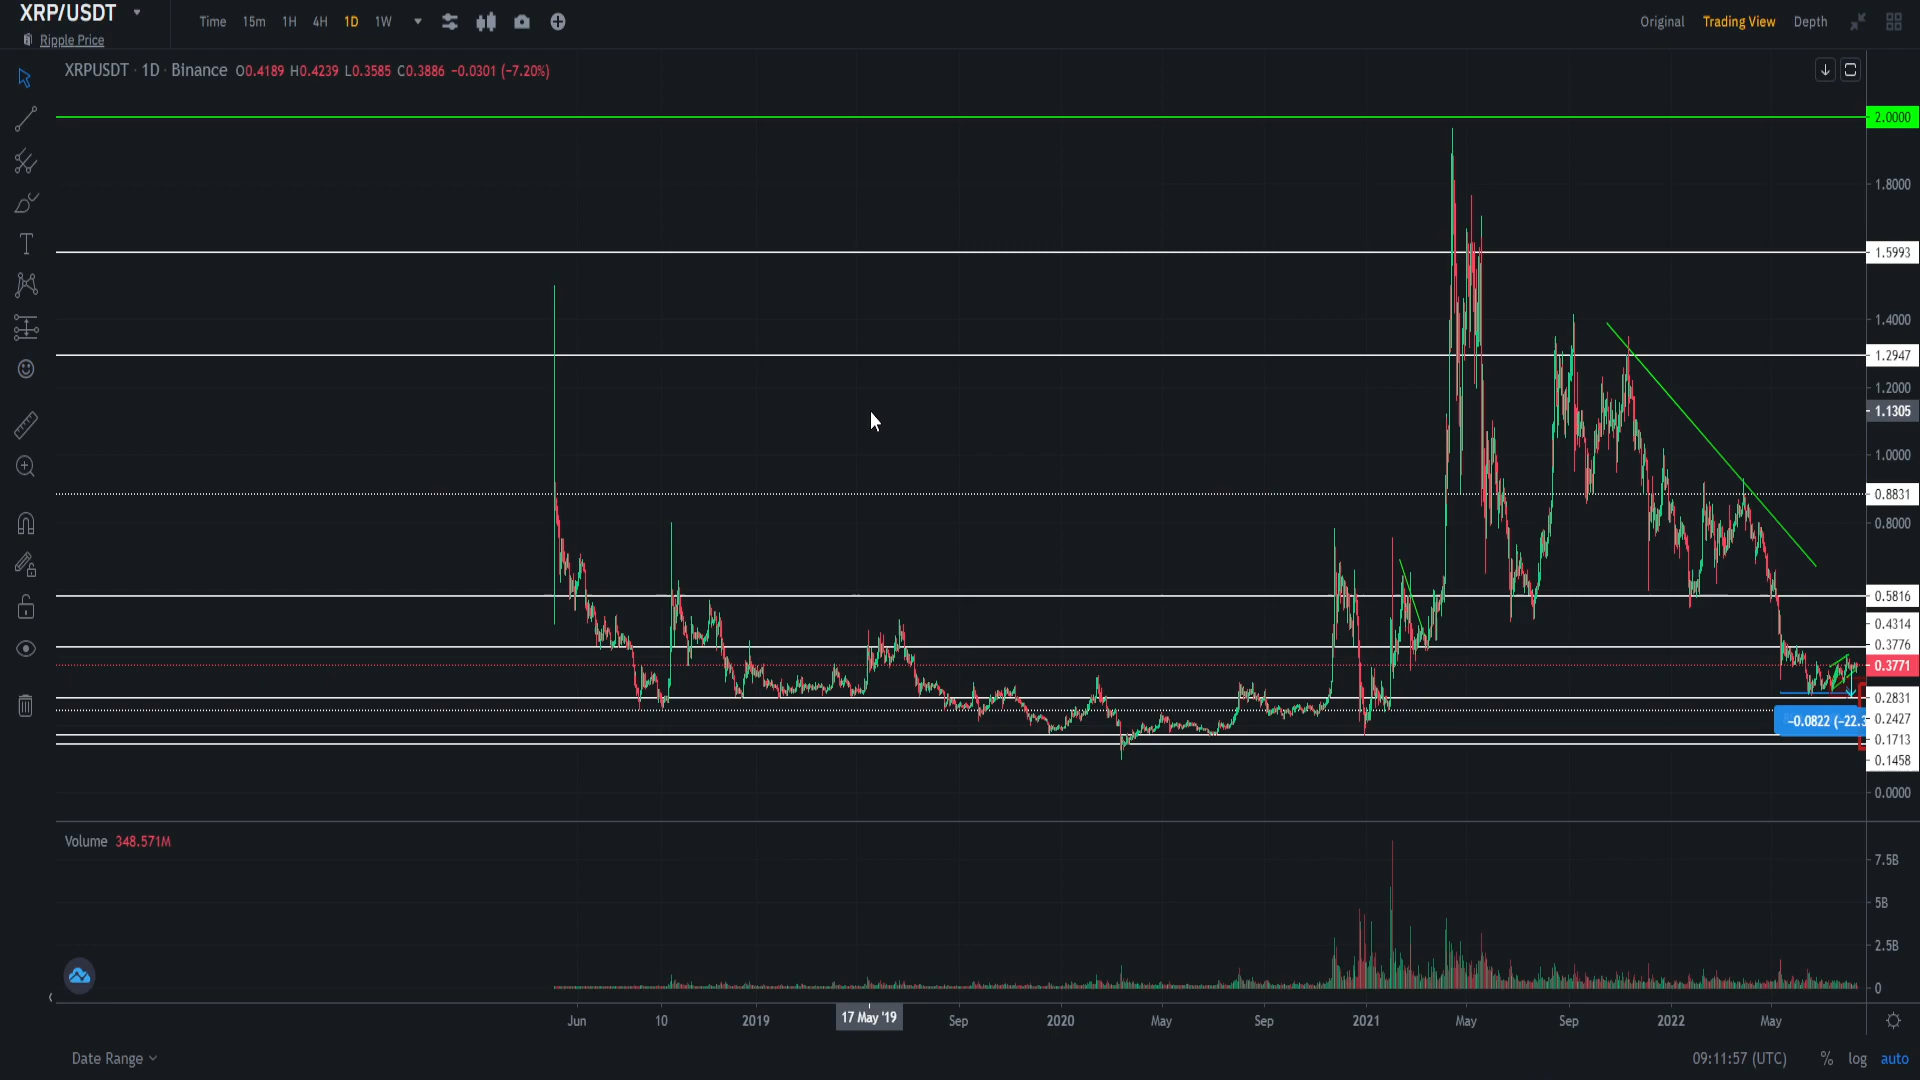 XRP/USDT
Ripple Price
Time 15m 1H 4H 1D 1W
Original Trading View Depth
XRPUSDT · 1D · Binance O0.4189 H0.4239 L0.3585 C0.3886 −0.0301 (−7.20%)
2.0000
1.8000
1.5993
1.4000
1.2947
1.2000
1.1305
1.0000
0.8831
0.8000
0.5816
0.4314
0.3776
0.3771
0.2831
0.2427
0.1713
0.1458
0.0000
−0.0822 (−22.3
Volume 348.571M
7.5B
5B
2.5B
0
Jun 10 2019 17 May '19 Sep 2020 May Sep 2021 May Sep 2022 May
Date Range
09:11:57 (UTC) % log auto